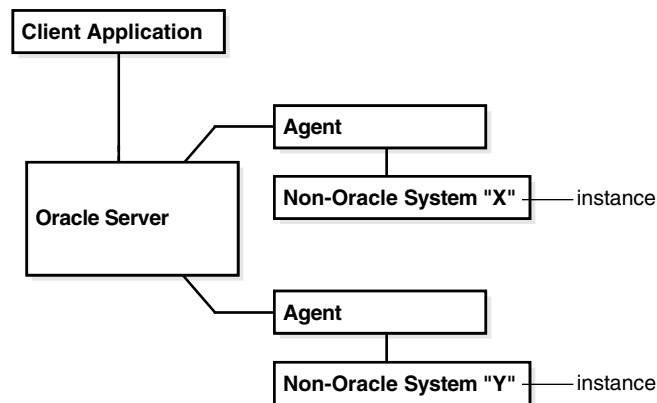 Client Application
Agent
Non-Oracle System "X" instance
Oracle Server
Agent
Non-Oracle System "Y" instance